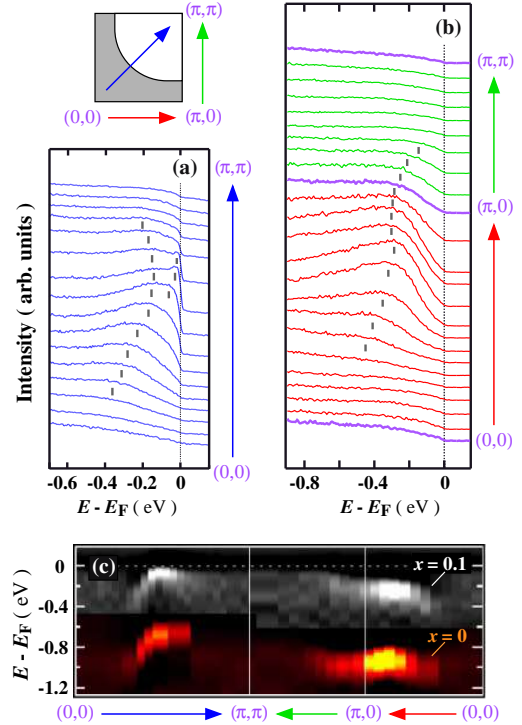 (π,π)
(0,0)
(π,0)
(a)
(π,π)
(0,0)
-0.6 -0.4 -0.2 0
E - EF ( eV )
Intensity ( arb. units )
(b)
(π,π)
(π,0)
(0,0)
-0.8 -0.4 0
E - EF ( eV )
(c)
x = 0.1
x = 0
0
-0.4
-0.8
-1.2
E - EF ( eV )
(0,0) (π,π) (π,0) (0,0)